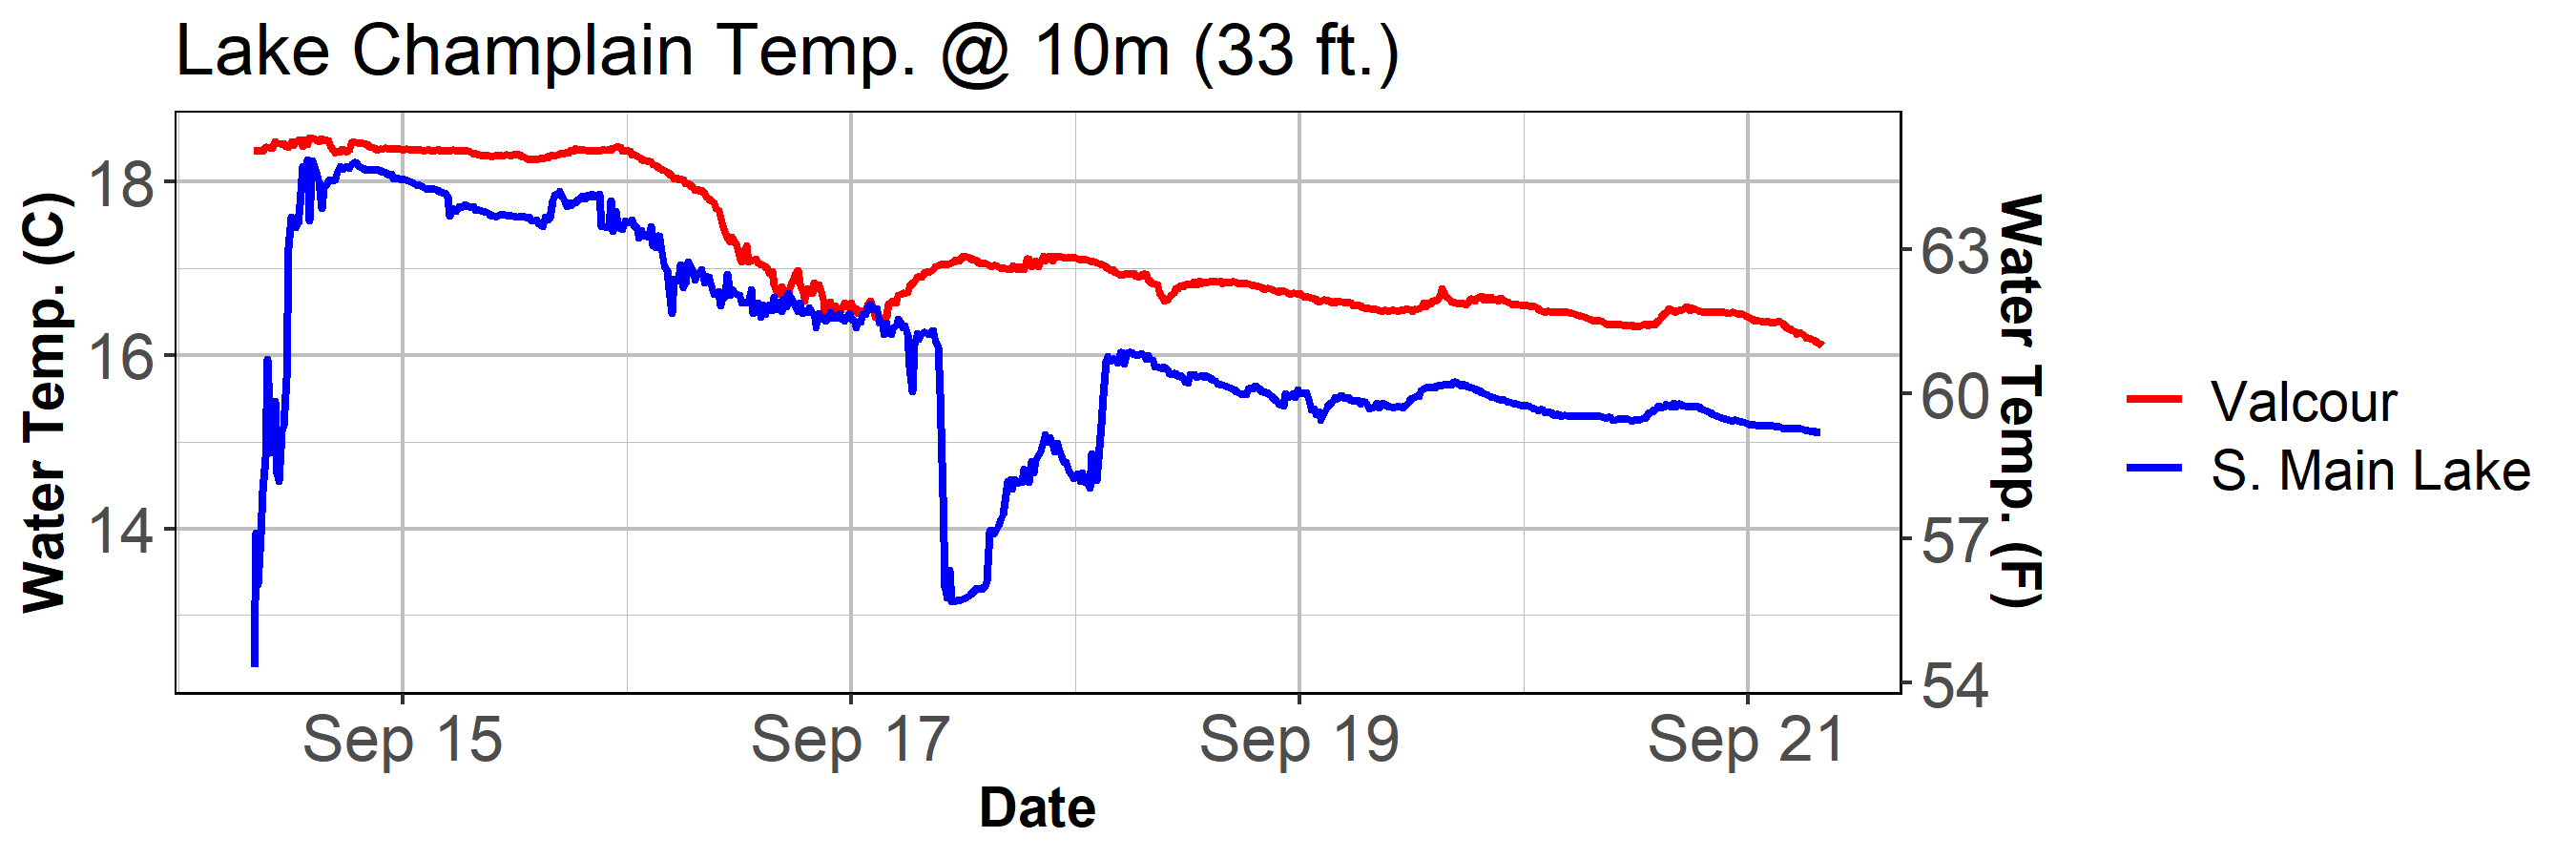 Lake Champlain Temp. @ 10m (33 ft.)
Water Temp. (C)
18
16
14
Water Temp. (F)
63
60
57
54
Sep 15
Sep 17
Sep 19
Sep 21
Date
Valcour
S. Main Lake